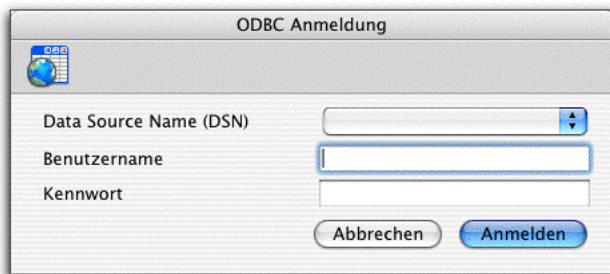 ODBC Anmeldung
Data Source Name (DSN)
Benutzername
Kennwort
Abbrechen Anmelden